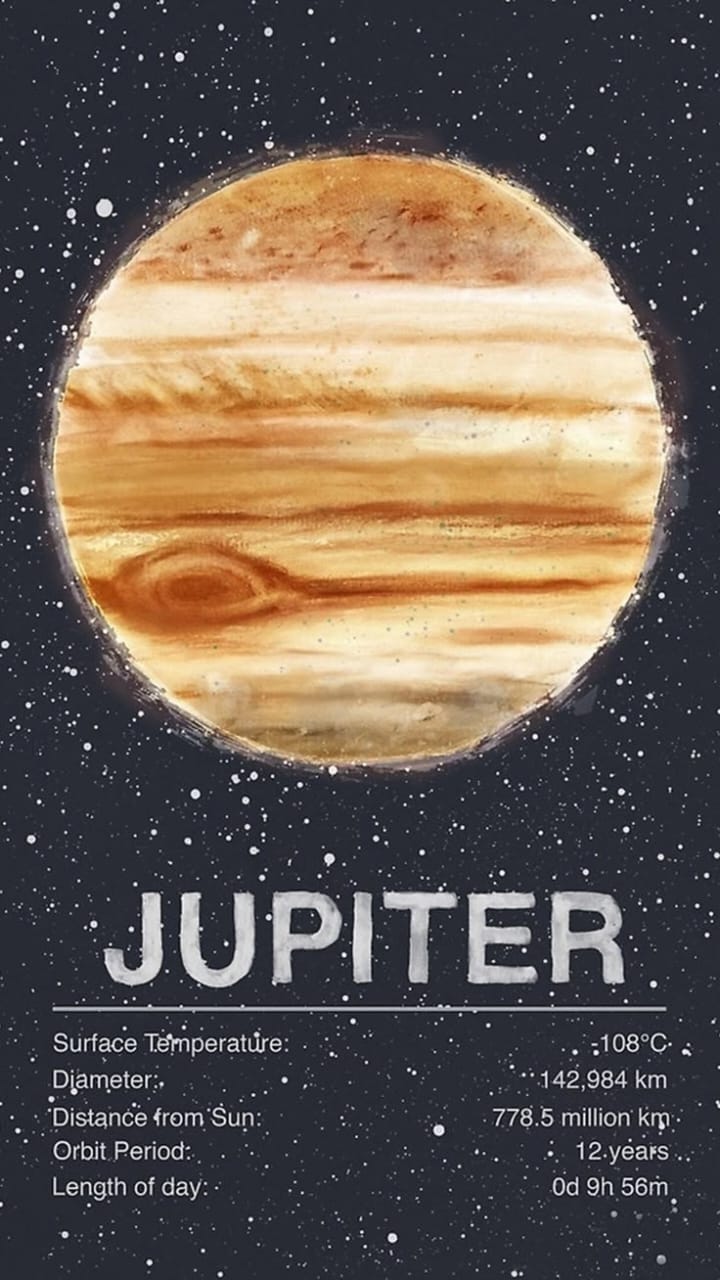 JUPITER
Surface Temperature: -108°C
Diameter: 142,984 km
Distance from Sun: 778.5 million km
Orbit Period: 12 years
Length of day: 0d 9h 56m